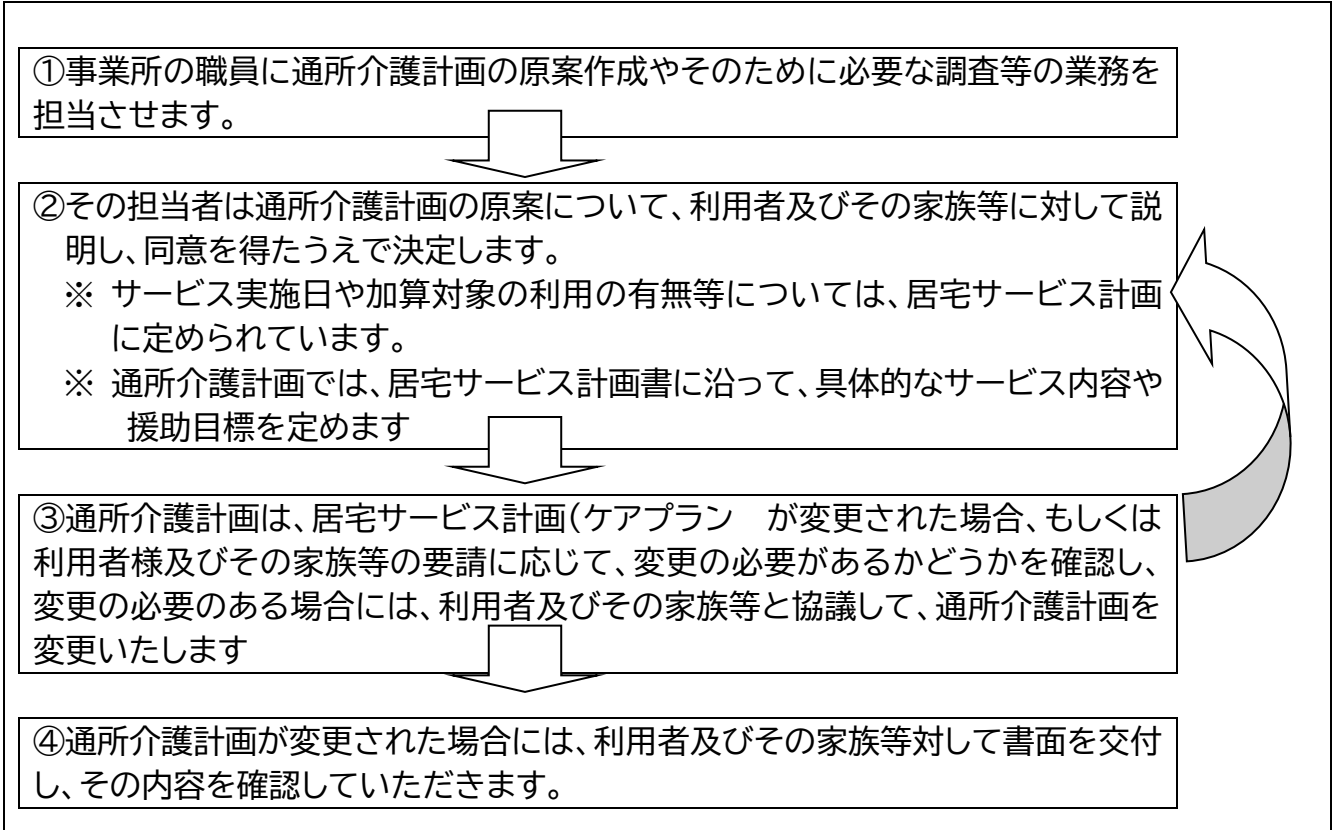 ①事業所の職員に通所介護計画の原案作成やそのために必要な調査等の業務を
担当させます。
②その担当者は通所介護計画の原案について、利用者及びその家族等に対して説
明し、同意を得たうえで決定します。
※ サービス実施日や加算対象の利用の有無等については、居宅サービス計画
に定められています。
※ 通所介護計画では、居宅サービス計画書に沿って、具体的なサービス内容や
援助目標を定めます
③通所介護計画は、居宅サービス計画(ケアプラン　が変更された場合、もしくは
利用者様及びその家族等の要請に応じて、変更の必要があるかどうかを確認し、
変更の必要のある場合には、利用者及びその家族等と協議して、通所介護計画を
変更いたします
④通所介護計画が変更された場合には、利用者及びその家族等対して書面を交付
し、その内容を確認していただきます。